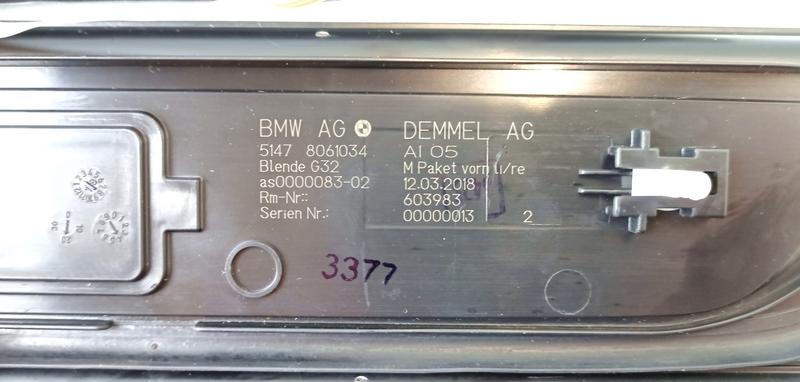 BMW AG DEMMEL AG
5147 8061034 AI 05
Blende G32 M Paket vorn li/re
as0000083-02 12.03.2018
Rm-Nr:: 603983
Serien Nr.: 00000013 2
3377